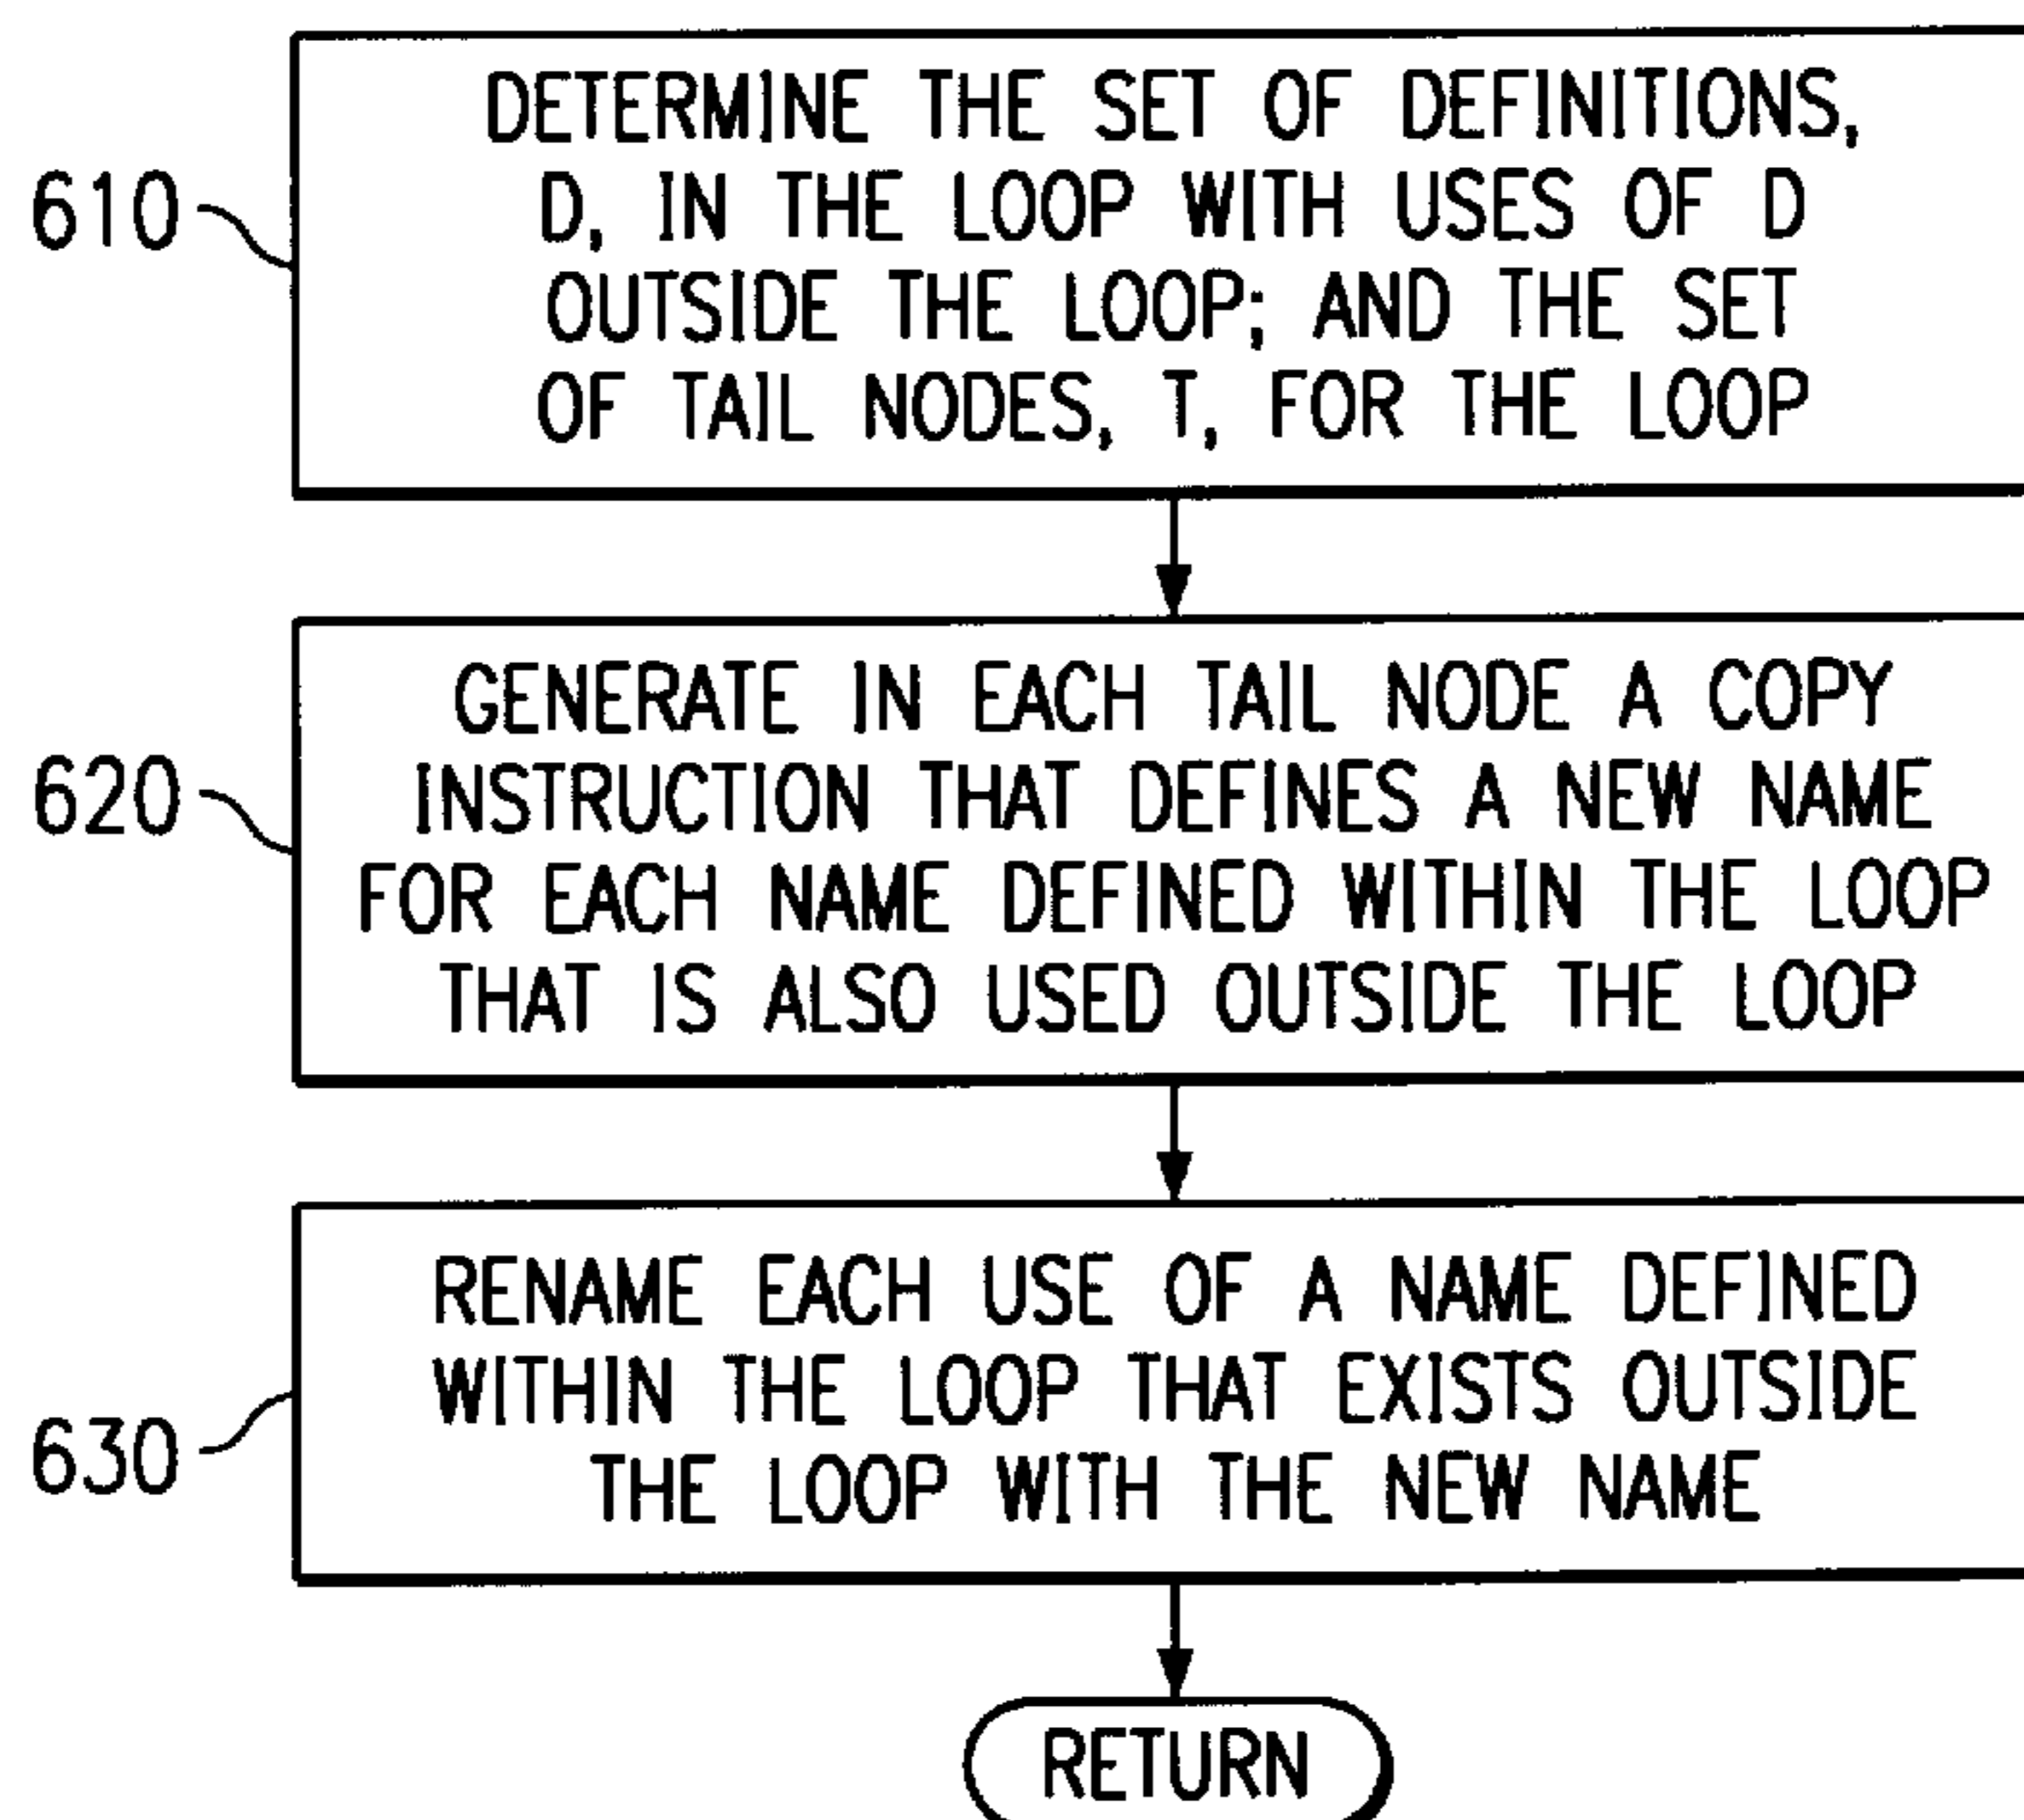 610
DETERMINE THE SET OF DEFINITIONS,
D, IN THE LOOP WITH USES OF D
OUTSIDE THE LOOP; AND THE SET
OF TAIL NODES, T, FOR THE LOOP
620
GENERATE IN EACH TAIL NODE A COPY
INSTRUCTION THAT DEFINES A NEW NAME
FOR EACH NAME DEFINED WITHIN THE LOOP
THAT IS ALSO USED OUTSIDE THE LOOP
630
RENAME EACH USE OF A NAME DEFINED
WITHIN THE LOOP THAT EXISTS OUTSIDE
THE LOOP WITH THE NEW NAME
RETURN